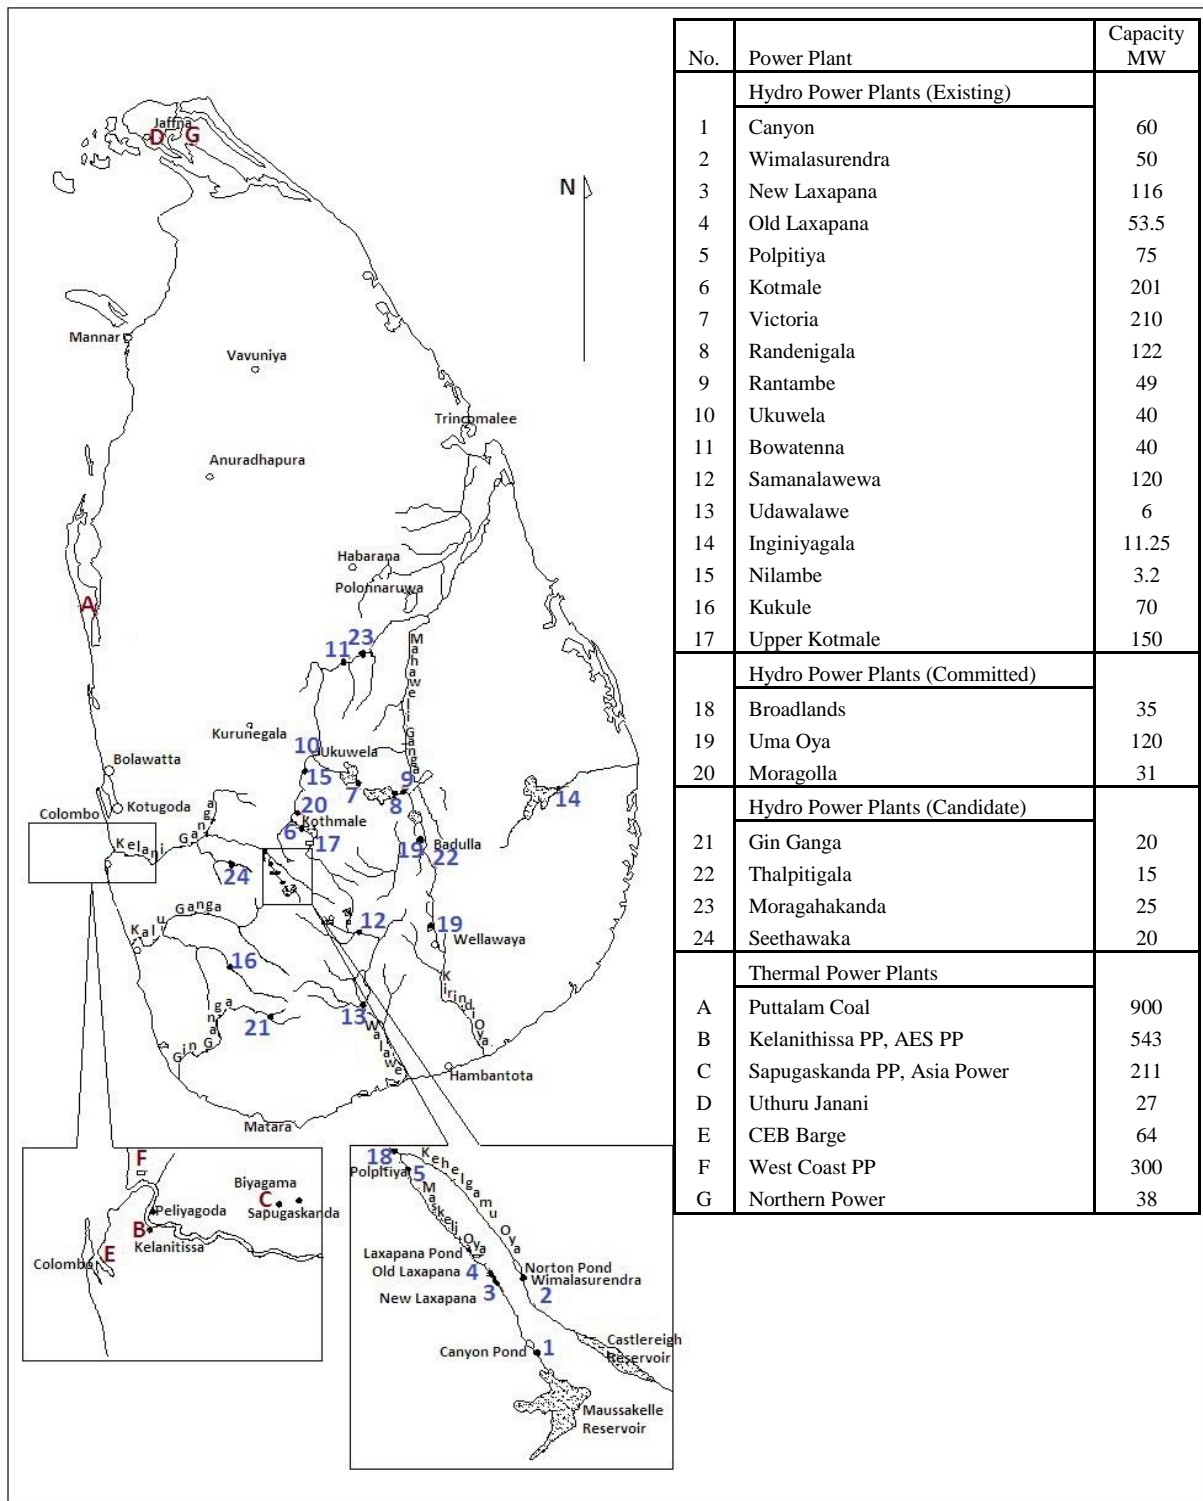 Jaffna
D G
N
Mannar
Vavuniya
Trincomalee
Anuradhapura
Habarana
Polonnaruwa
A
Mahaweli Ganga
23
11
Kurunegala
10
Ukuwela
Bolawatta
15
7
9
8
14
Kotugoda
Colombo
20
Kothmale
6
17
Kelani Ganga
19
Badulla
22
24
Kalu Ganga
12
19
Wellawaya
16
Kirindi Oya
21
13
Gin Ganga
Walawe
Hambantota
Matara
F
Biyagama
C
Sapugaskanda
Peliyagoda
B
Kelanitissa
Colombo
E
18
Polpitiya
5
Kehelgamu Oya
Maskeli Oya
Laxapana Pond
Old Laxapana
4
3
New Laxapana
Norton Pond
Wimalasurendra
2
Canyon Pond
1
Castlereigh
Reservoir
Maussakelle
Reservoir
No. Power Plant Capacity MW
Hydro Power Plants (Existing)
1 Canyon 60
2 Wimalasurendra 50
3 New Laxapana 116
4 Old Laxapana 53.5
5 Polpitiya 75
6 Kotmale 201
7 Victoria 210
8 Randenigala 122
9 Rantambe 49
10 Ukuwela 40
11 Bowatenna 40
12 Samanalawewa 120
13 Udawalawe 6
14 Inginiyagala 11.25
15 Nilambe 3.2
16 Kukule 70
17 Upper Kotmale 150
Hydro Power Plants (Committed)
18 Broadlands 35
19 Uma Oya 120
20 Moragolla 31
Hydro Power Plants (Candidate)
21 Gin Ganga 20
22 Thalpitigala 15
23 Moragahakanda 25
24 Seethawaka 20
Thermal Power Plants
A Puttalam Coal 900
B Kelanithissa PP, AES PP 543
C Sapugaskanda PP, Asia Power 211
D Uthuru Janani 27
E CEB Barge 64
F West Coast PP 300
G Northern Power 38